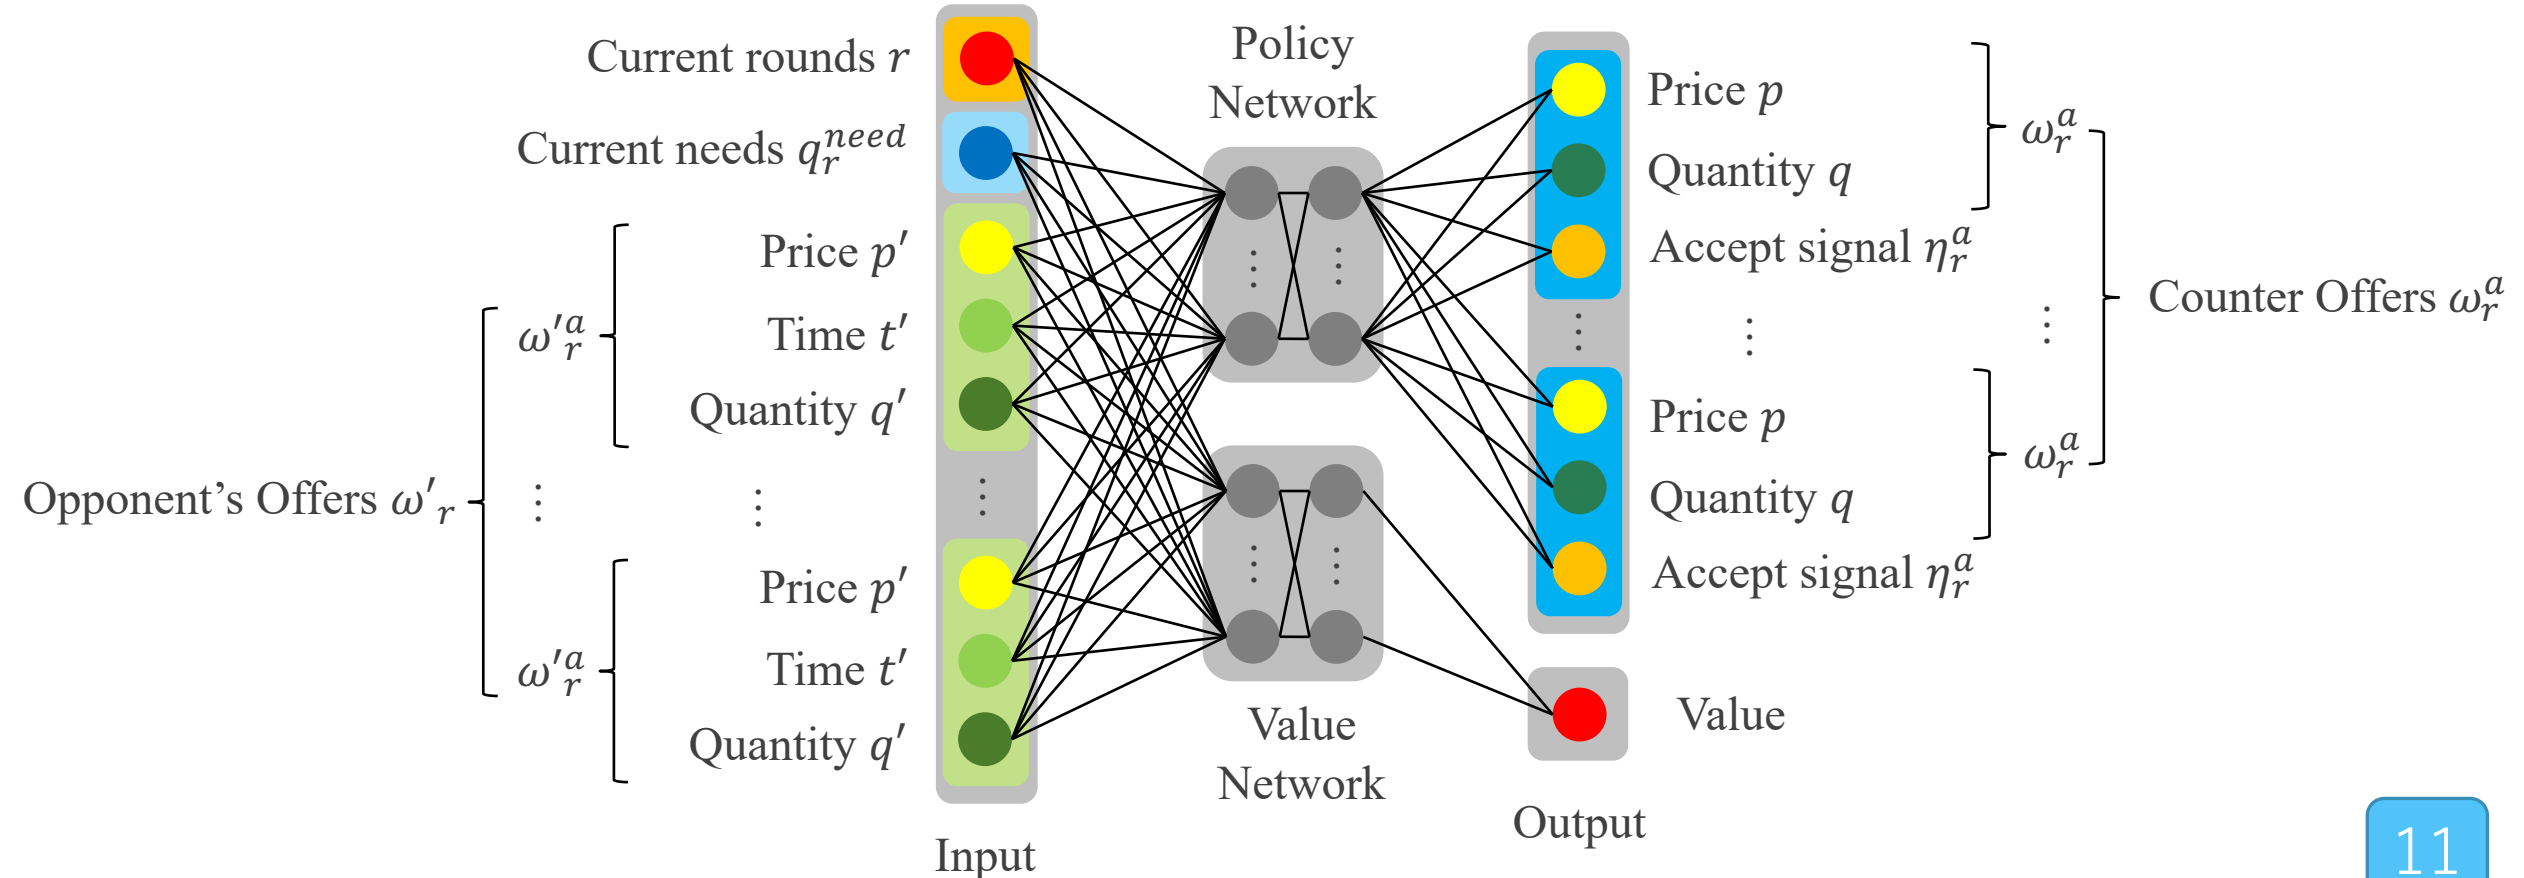 Current rounds r
Current needs q_r^{need}
Price p′
Time t′
Quantity q′
ω′_r^a
Opponent’s Offers ω′_r
⋮
⋮
Price p′
Time t′
Quantity q′
ω′_r^a
Input
Policy
Network
Value
Network
Price p
Quantity q
Accept signal η_r^a
ω_r^a
⋮
⋮
Counter Offers ω_r^a
Price p
Quantity q
Accept signal η_r^a
ω_r^a
Value
Output
11